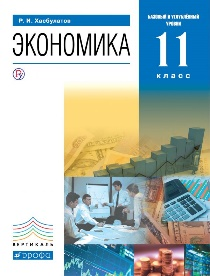 Р. И. Хасбулатов
БАЗОВЫЙ И УГЛУБЛЁННЫЙ
УРОВНИ
ЭКОНОМИКА
11
класс
ВЕРТИКАЛЬ
дрофа